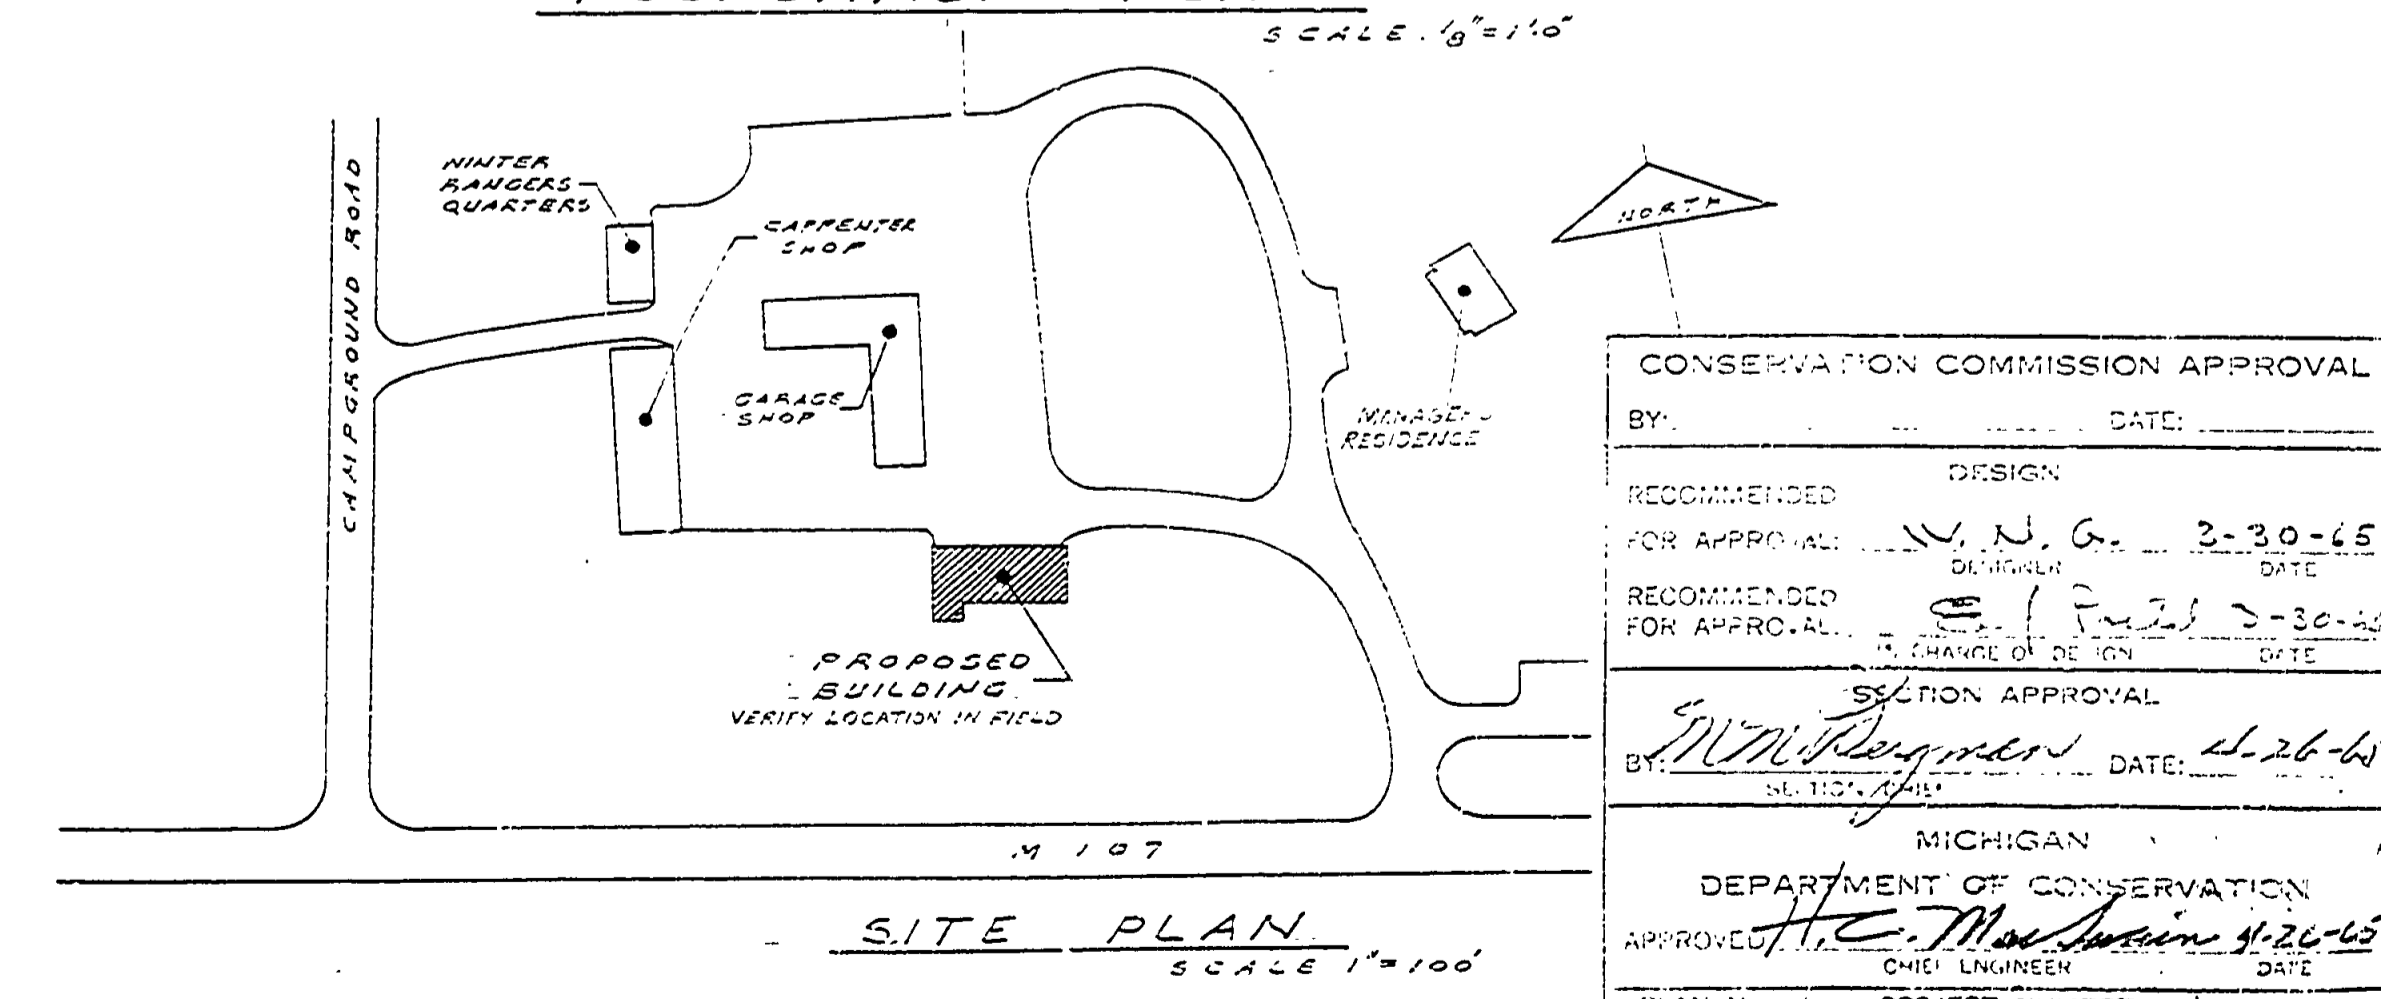 SCALE 1/8"=1'.0"
WINTER
RANGERS
QUARTERS
CARPENTER
SHOP
CAMPGROUND ROAD
GARAGE
SHOP
NORTH
RESIDENCE
PROPOSED
BUILDING
VERIFY LOCATION IN FIELD
M 107
SITE PLAN
SCALE 1"=100'
CONSERVATION COMMISSION APPROVAL
BY: DATE:
DESIGN
RECOMMENDED
FOR APPROVAL: W. N. G. 3-30-65
DESIGNER DATE
RECOMMENDED
FOR APPROVAL
IN CHARGE OF DESIGN DATE
SECTION APPROVAL
BY: DATE:
SECTION CHIEF
MICHIGAN
DEPARTMENT OF CONSERVATION
APPROVED H. C.
CHIEF ENGINEER DATE